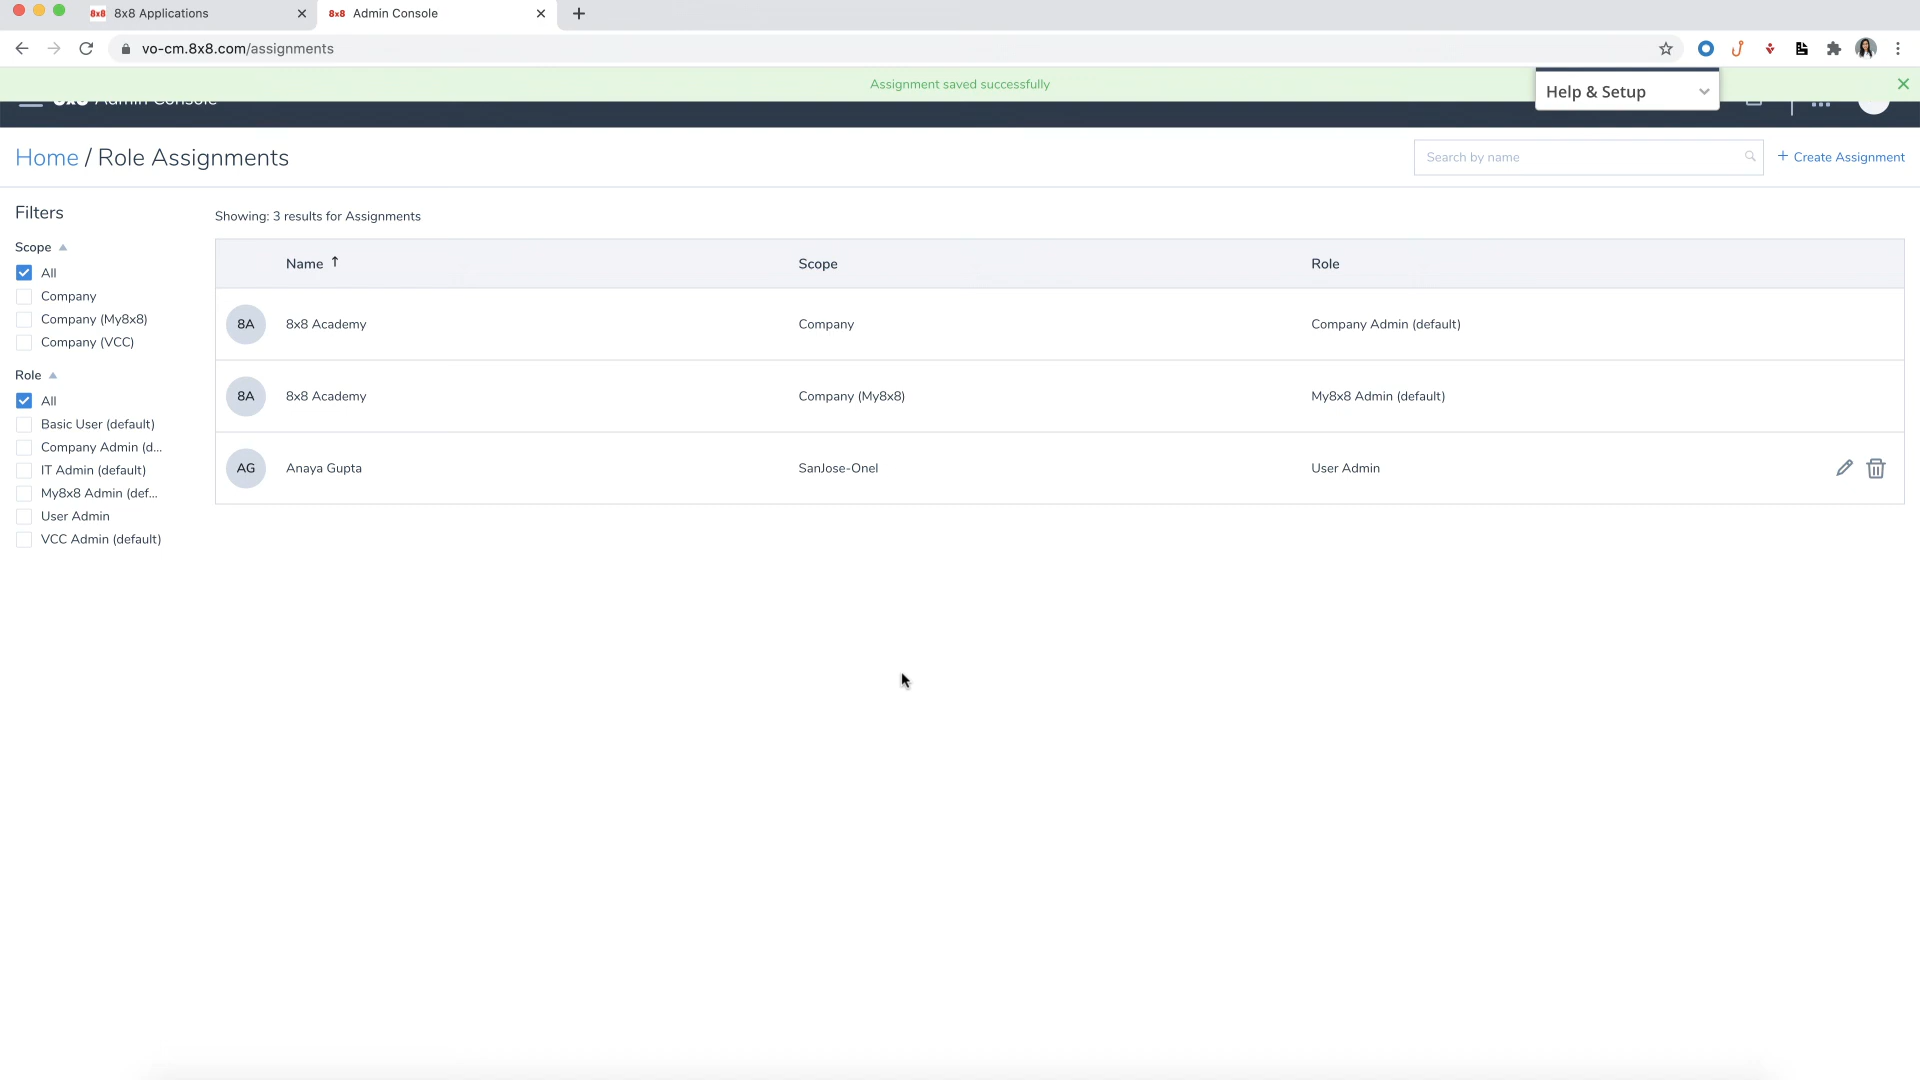 8x8 8x8 Applications
8x8 Admin Console
vo-cm.8x8.com/assignments
Assignment saved successfully
Help & Setup
8x8 Admin Console
Home / Role Assignments
Search by name
+ Create Assignment
Filters
Showing: 3 results for Assignments
Scope
All
Company
Company (My8x8)
Company (VCC)
Role
All
Basic User (default)
Company Admin (d...
IT Admin (default)
My8x8 Admin (def...
User Admin
VCC Admin (default)
Name ↑ Scope Role
8A 8x8 Academy Company Company Admin (default)
8A 8x8 Academy Company (My8x8) My8x8 Admin (default)
AG Anaya Gupta SanJose-Onel User Admin